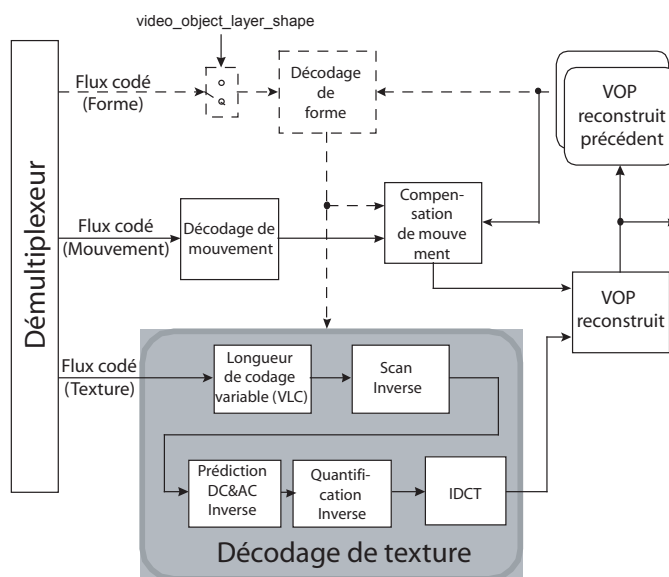 video_object_layer_shape
Démultiplexeur
Flux codé
(Forme)
Décodage
de
forme
VOP
reconstruit
précédent
Flux codé
(Mouvement)
Décodage de
mouvement
Compen-
sation
de mouve
ment
VOP
reconstruit
Flux codé
(Texture)
Longueur
de codage
variable (VLC)
Scan
Inverse
Prédiction
DC&AC
Inverse
Quantifi-
cation
Inverse
IDCT
Décodage de texture